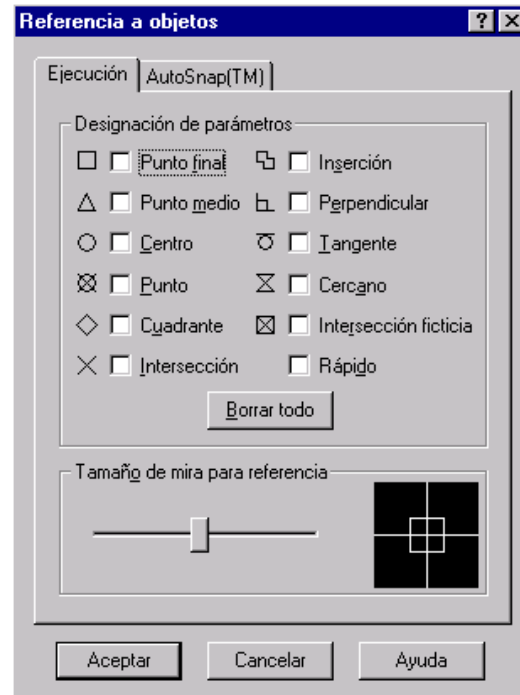 Referencia a objetos
Ejecución
AutoSnap(TM)
Designación de parámetros
Punto final
Inserción
Punto medio
Perpendicular
Centro
Tangente
Punto
Cercano
Cuadrante
Intersección ficticia
Intersección
Rápido
Borrar todo
Tamaño de mira para referencia
Aceptar
Cancelar
Ayuda